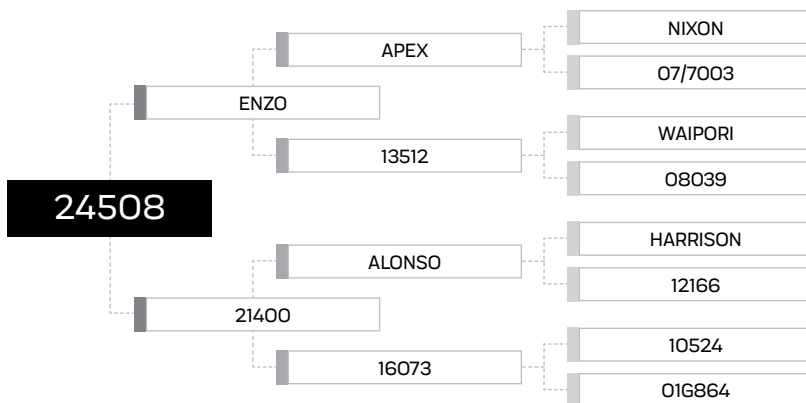 NIXON
APEX
07/7003
ENZO
WAIPORI
13512
08039
24508
HARRISON
ALONSO
12166
21400
10524
16073
01G864